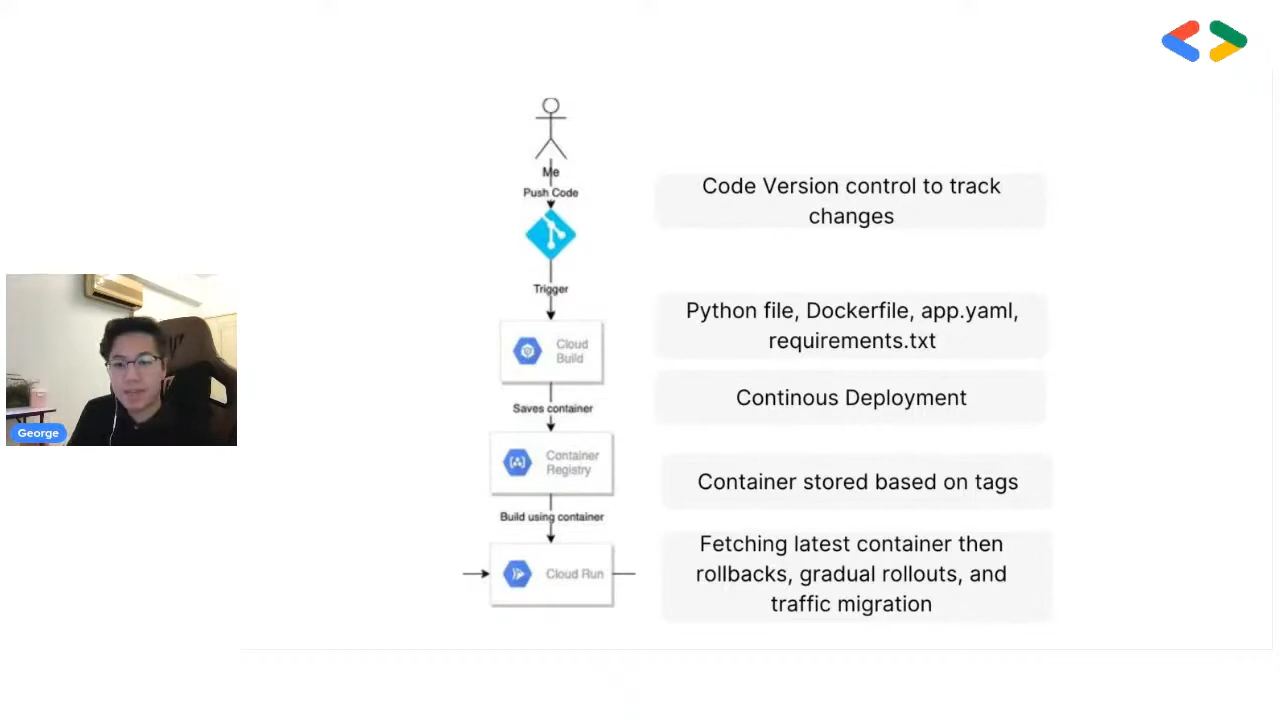 Me
Push Code
Code Version control to track
changes
Trigger
Cloud
Build
Python file, Dockerfile, app.yaml,
requirements.txt
Continous Deployment
Saves container
Container
Registry
Container stored based on tags
Build using container
Cloud Run
Fetching latest container then
rollbacks, gradual rollouts, and
traffic migration
George